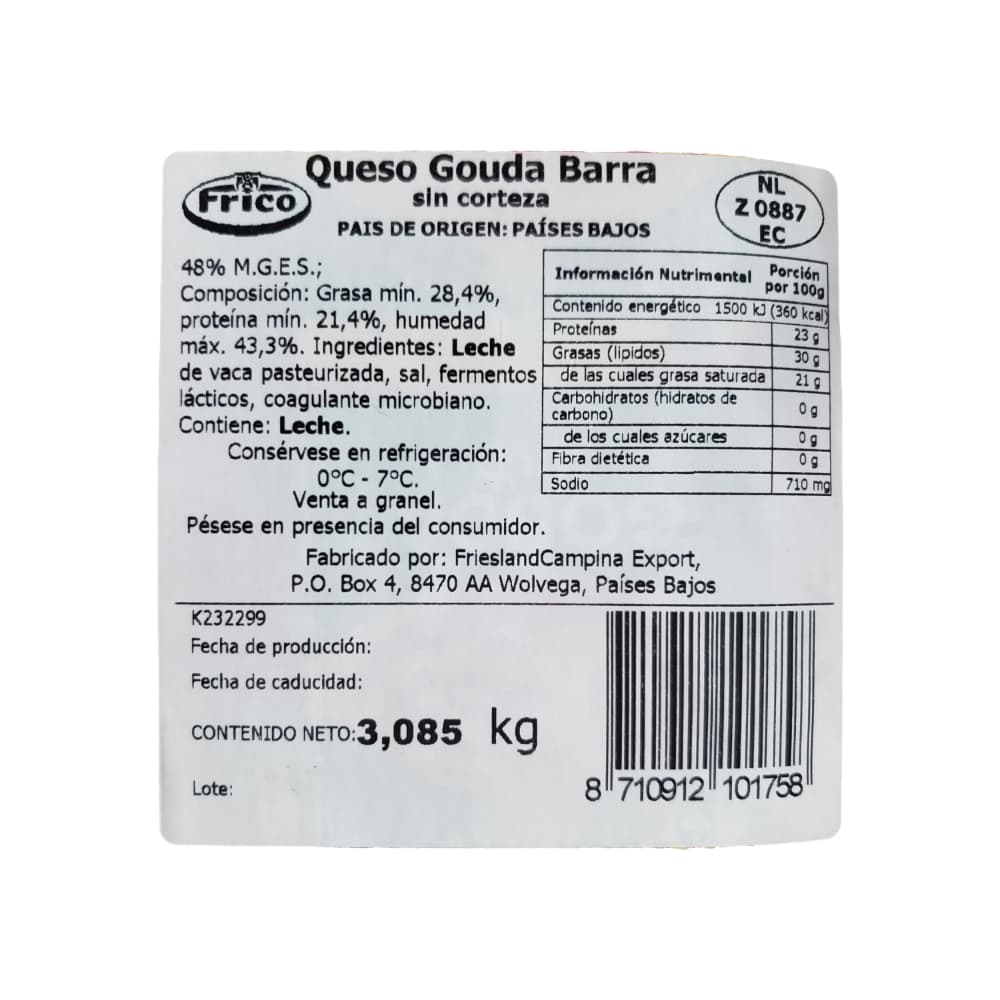 Frico
Queso Gouda Barra
sin corteza
PAIS DE ORIGEN: PAÍSES BAJOS
NL
Z 0887
EC
48% M.G.E.S.;
Composición: Grasa mín. 28,4%,
proteína mín. 21,4%, humedad
máx. 43,3%. Ingredientes: Leche
de vaca pasteurizada, sal, fermentos
lácticos, coagulante microbiano.
Contiene: Leche.
Consérvese en refrigeración:
0°C - 7°C.
Venta a granel.
Pésese en presencia del consumidor.
Información Nutrimental Porción por 100g
Contenido energético 1500 kJ (360 kcal)
Proteínas 23 g
Grasas (lipidos) 30 g
de las cuales grasa saturada 21 g
Carbohidratos (hidratos de
carbono) 0 g
de los cuales azúcares 0 g
Fibra dietética 0 g
Sodio 710 mg
Fabricado por: FrieslandCampina Export,
P.O. Box 4, 8470 AA Wolvega, Países Bajos
K232299
Fecha de producción:
Fecha de caducidad:
CONTENIDO NETO: 3,085 kg
Lote:
8 710912 101758